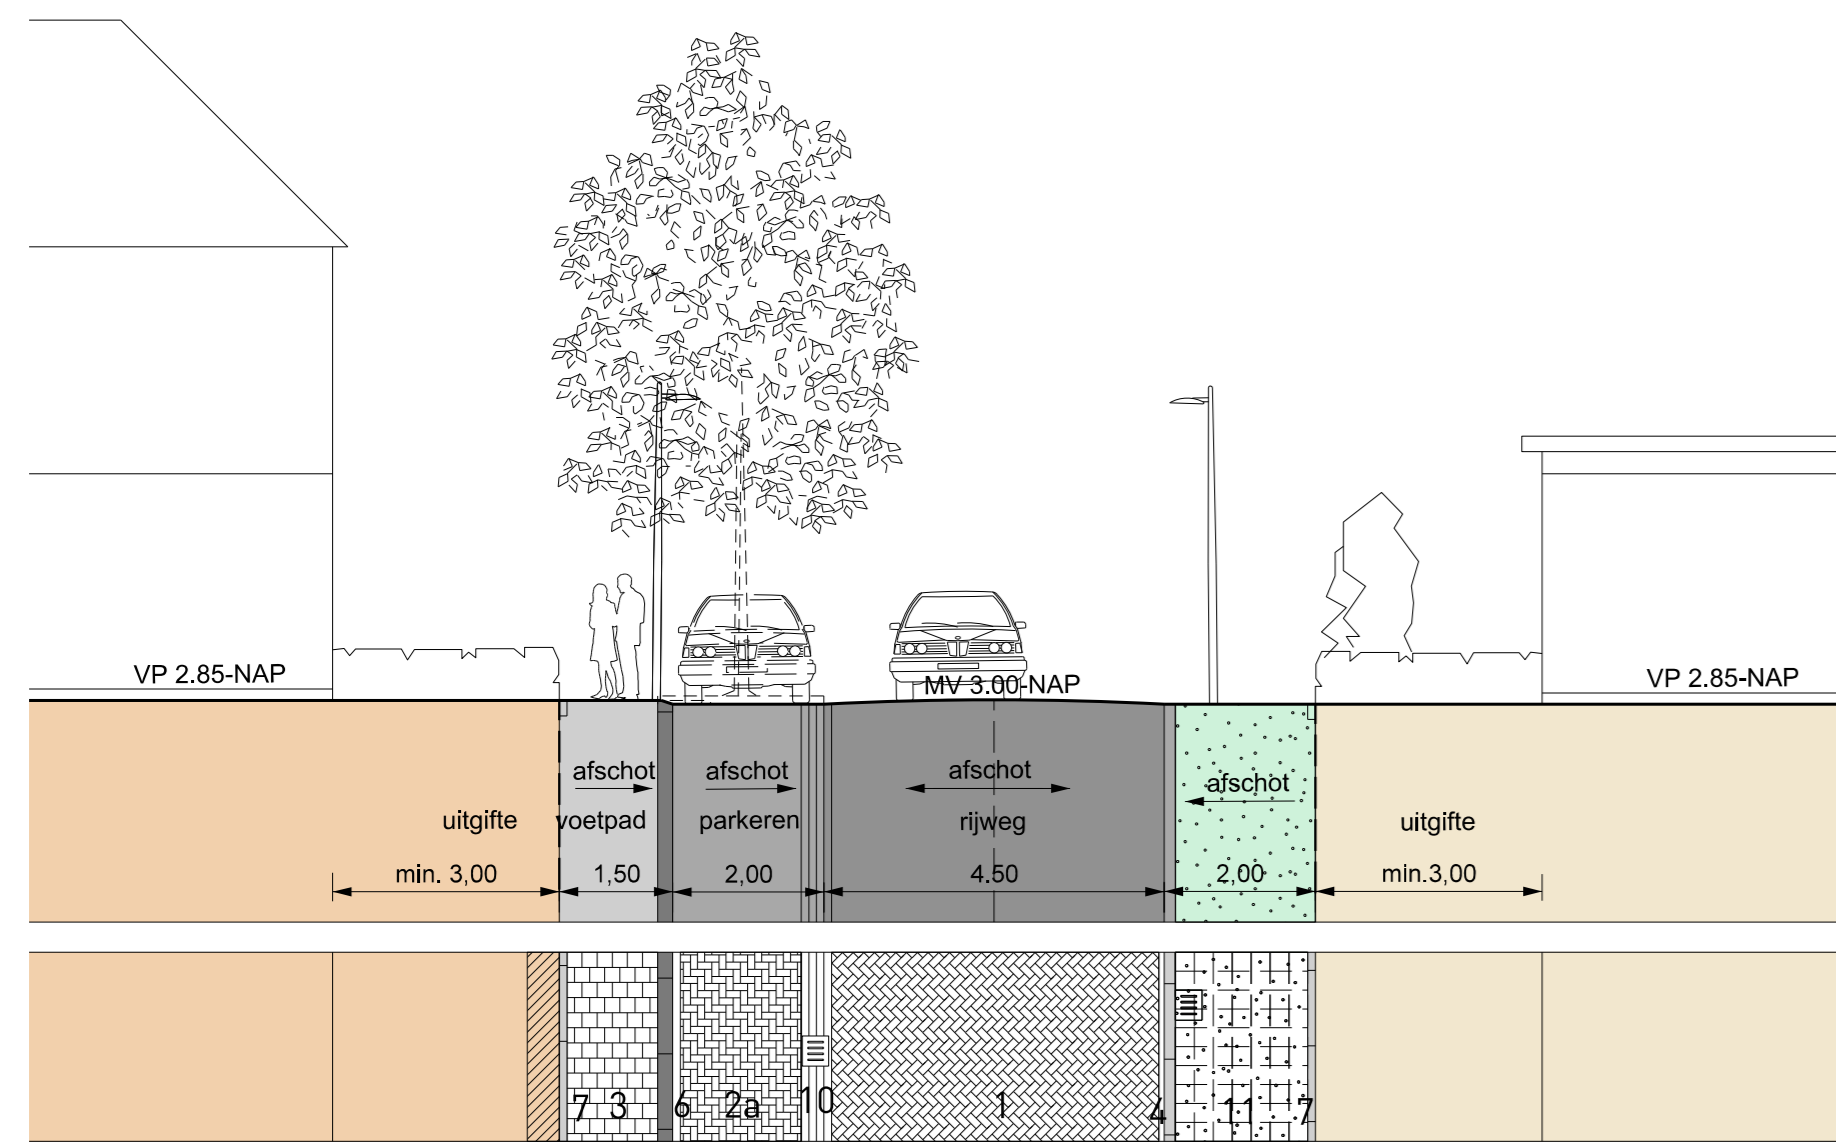 VP 2.85-NAP
MV 3.00-NAP
VP 2.85-NAP
afschot
afschot
afschot
afschot
uitgifte
voetpad
parkeren
rijweg
uitgifte
min. 3,00
1,50
2,00
4.50
2,00
min.3,00
7
3
6
2a
10
1
4
11
7